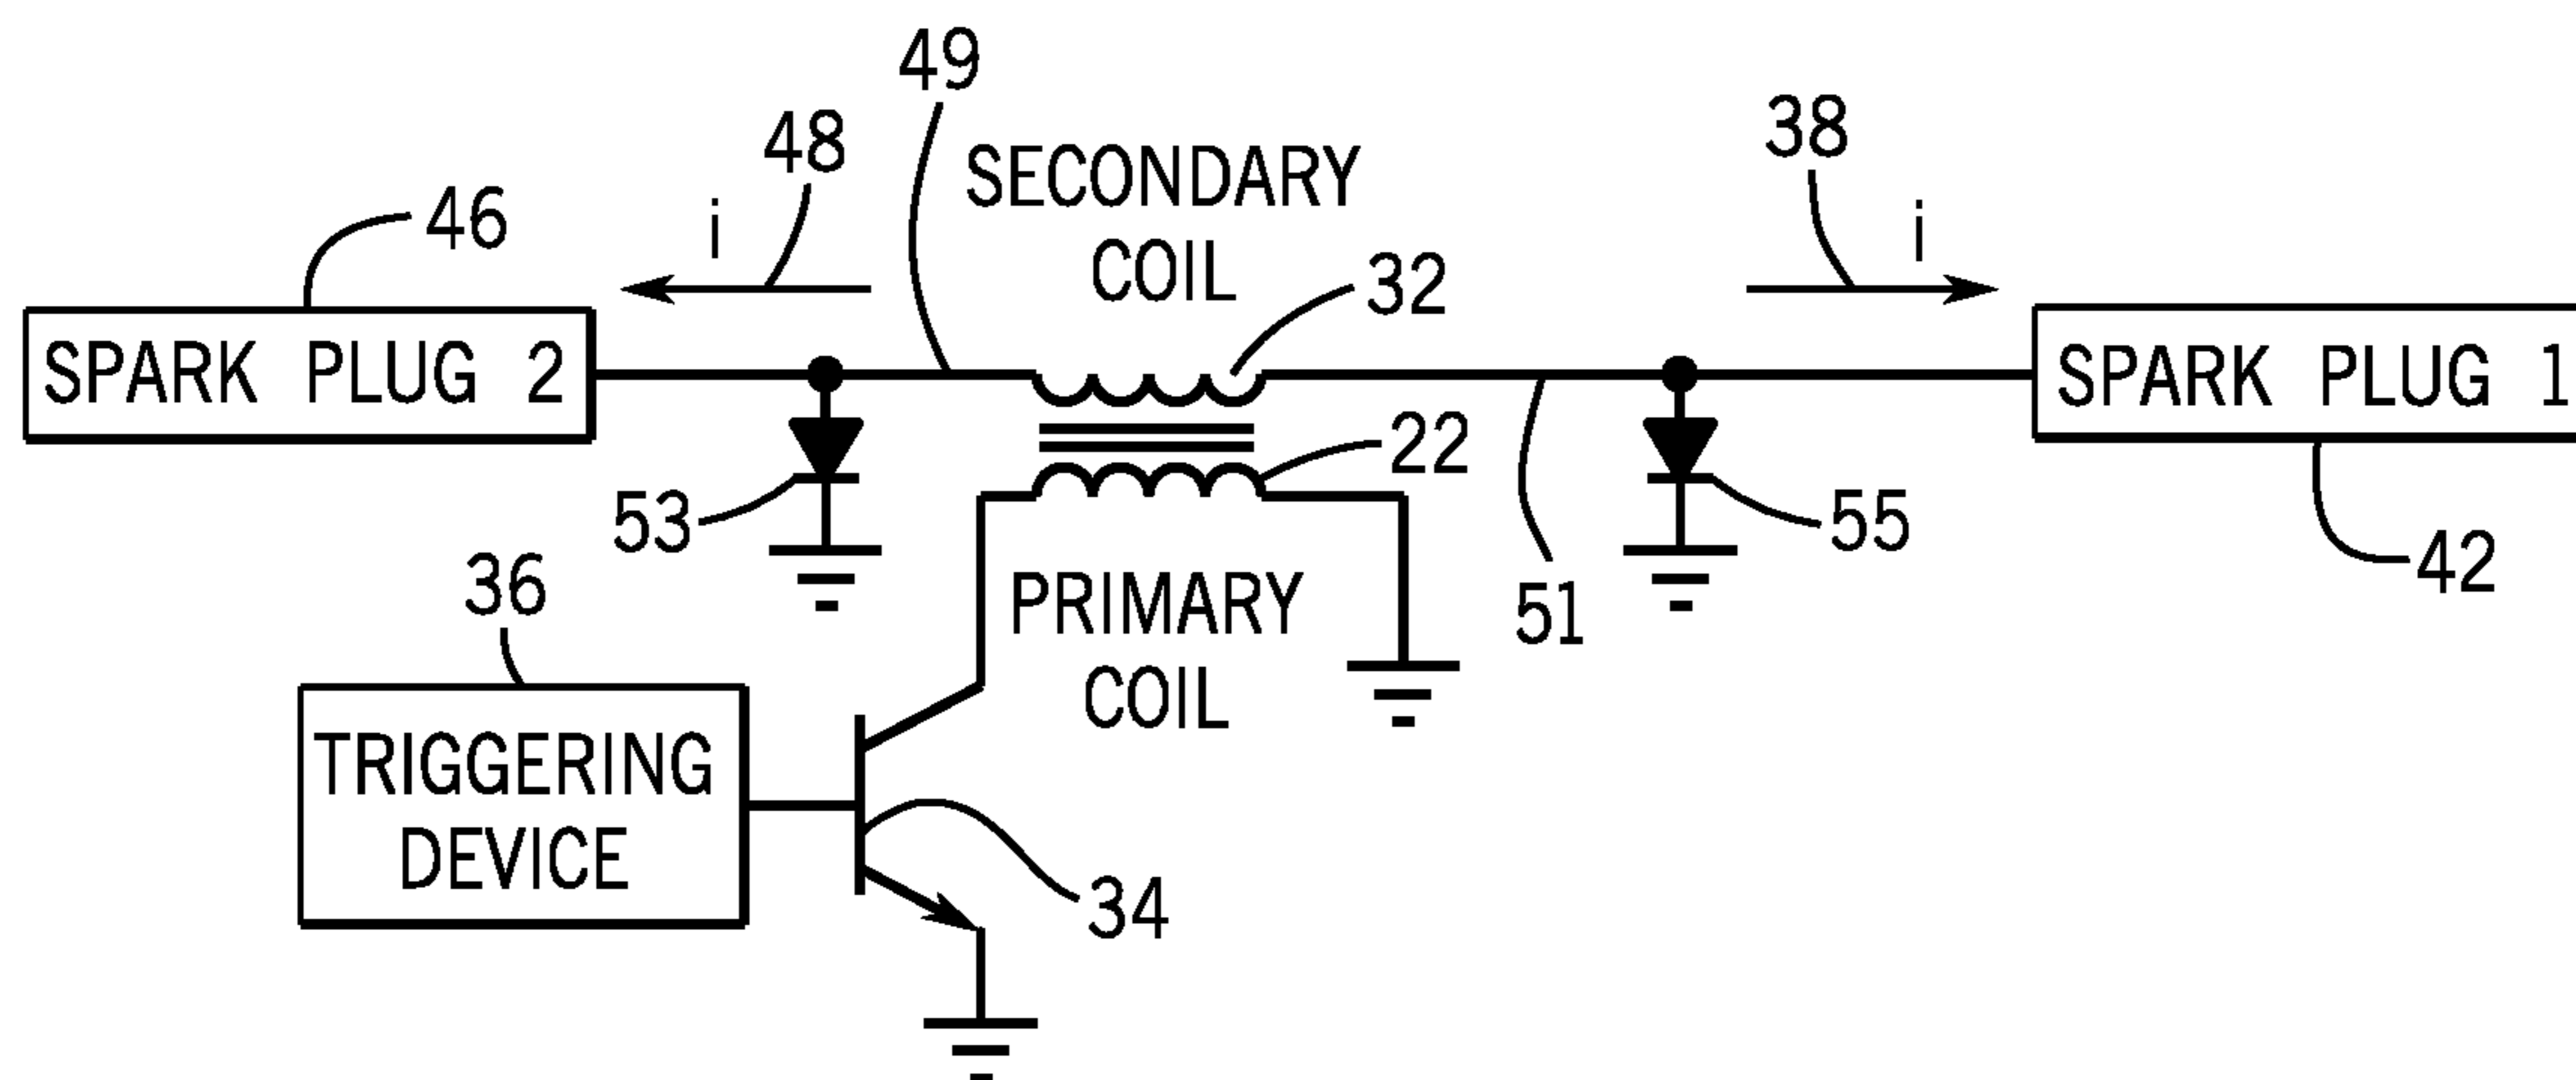 49
48
38
SECONDARY
COIL
46
i
i
32
SPARK PLUG 2
SPARK PLUG 1
22
53
55
36
PRIMARY
COIL
51
42
TRIGGERING
DEVICE
34